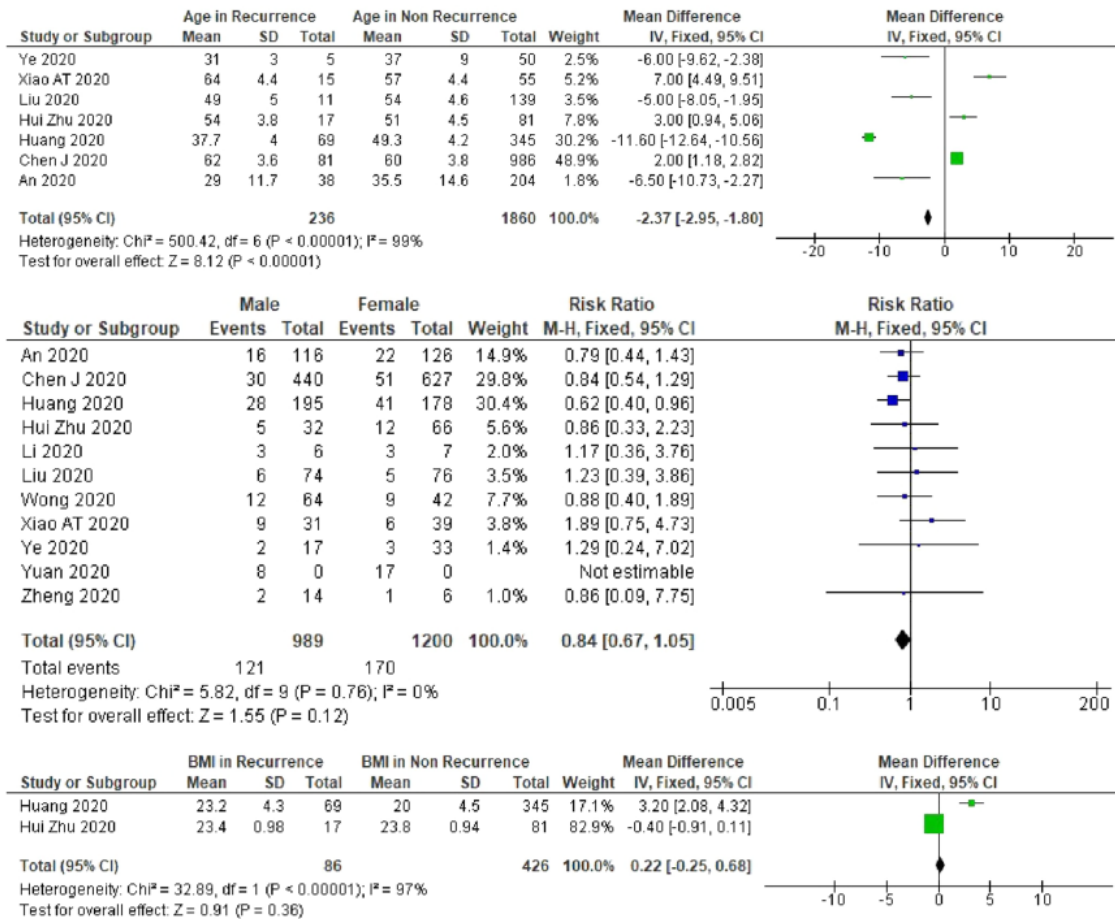 Age in Recurrence Age in Non Recurrence Mean Difference Mean Difference
Study or Subgroup Mean SD Total Mean SD Total Weight IV, Fixed, 95% CI IV, Fixed, 95% CI
Ye 2020 31 3 5 37 9 50 2.5% -6.00 [-9.62, -2.38]
Xiao AT 2020 64 4.4 15 57 4.4 55 5.2% 7.00 [4.49, 9.51]
Liu 2020 49 5 11 54 4.6 139 3.5% -5.00 [-8.05, -1.95]
Hui Zhu 2020 54 3.8 17 51 4.5 81 7.8% 3.00 [0.94, 5.06]
Huang 2020 37.7 4 69 49.3 4.2 345 30.2% -11.60 [-12.64, -10.56]
Chen J 2020 62 3.6 81 60 3.8 986 48.9% 2.00 [1.18, 2.82]
An 2020 29 11.7 38 35.5 14.6 204 1.8% -6.50 [-10.73, -2.27]
Total (95% CI) 236 1860 100.0% -2.37 [-2.95, -1.80]
Heterogeneity: Chi² = 500.42, df = 6 (P < 0.00001); I² = 99%
Test for overall effect: Z = 8.12 (P < 0.00001)
-20 -10 0 10 20
Male Female Risk Ratio Risk Ratio
Study or Subgroup Events Total Events Total Weight M-H, Fixed, 95% CI M-H, Fixed, 95% CI
An 2020 16 116 22 126 14.9% 0.79 [0.44, 1.43]
Chen J 2020 30 440 51 627 29.8% 0.84 [0.54, 1.29]
Huang 2020 28 195 41 178 30.4% 0.62 [0.40, 0.96]
Hui Zhu 2020 5 32 12 66 5.6% 0.86 [0.33, 2.23]
Li 2020 3 6 3 7 2.0% 1.17 [0.36, 3.76]
Liu 2020 6 74 5 76 3.5% 1.23 [0.39, 3.86]
Wong 2020 12 64 9 42 7.7% 0.88 [0.40, 1.89]
Xiao AT 2020 9 31 6 39 3.8% 1.89 [0.75, 4.73]
Ye 2020 2 17 3 33 1.4% 1.29 [0.24, 7.02]
Yuan 2020 8 0 17 0 Not estimable
Zheng 2020 2 14 1 6 1.0% 0.86 [0.09, 7.75]
Total (95% CI) 989 1200 100.0% 0.84 [0.67, 1.05]
Total events 121 170
Heterogeneity: Chi² = 5.82, df = 9 (P = 0.76); I² = 0%
Test for overall effect: Z = 1.55 (P = 0.12)
0.005 0.1 1 10 200
BMI in Recurrence BMI in Non Recurrence Mean Difference Mean Difference
Study or Subgroup Mean SD Total Mean SD Total Weight IV, Fixed, 95% CI IV, Fixed, 95% CI
Huang 2020 23.2 4.3 69 20 4.5 345 17.1% 3.20 [2.08, 4.32]
Hui Zhu 2020 23.4 0.98 17 23.8 0.94 81 82.9% -0.40 [-0.91, 0.11]
Total (95% CI) 86 426 100.0% 0.22 [-0.25, 0.68]
Heterogeneity: Chi² = 32.89, df = 1 (P < 0.00001); I² = 97%
Test for overall effect: Z = 0.91 (P = 0.36)
-10 -5 0 5 10